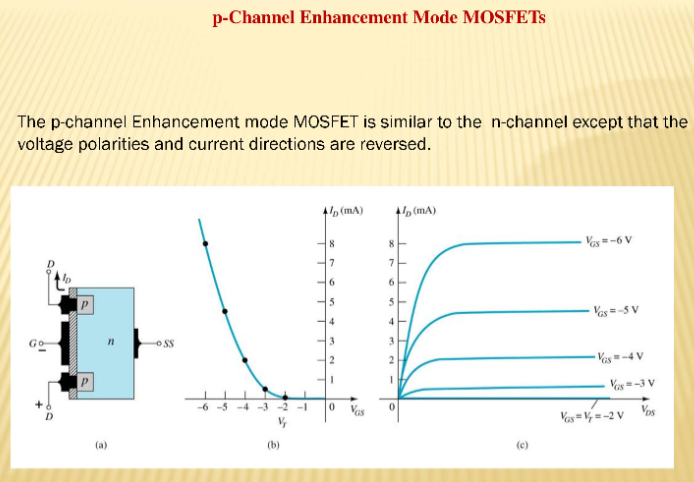 p-Channel Enhancement Mode MOSFETs
The p-channel Enhancement mode MOSFET is similar to the n-channel except that the
voltage polarities and current directions are reversed.
D
I_D
p
G
–
n
SS
p
+
D
(a)
I_D (mA)
8
7
6
5
4
3
2
1
-6 -5 -4 -3 -2 -1 0 V_GS
V_T
(b)
I_D (mA)
8
7
6
5
4
3
2
1
0
V_GS = -6 V
V_GS = -5 V
V_GS = -4 V
V_GS = -3 V
V_GS = V_T = -2 V
V_DS
(c)